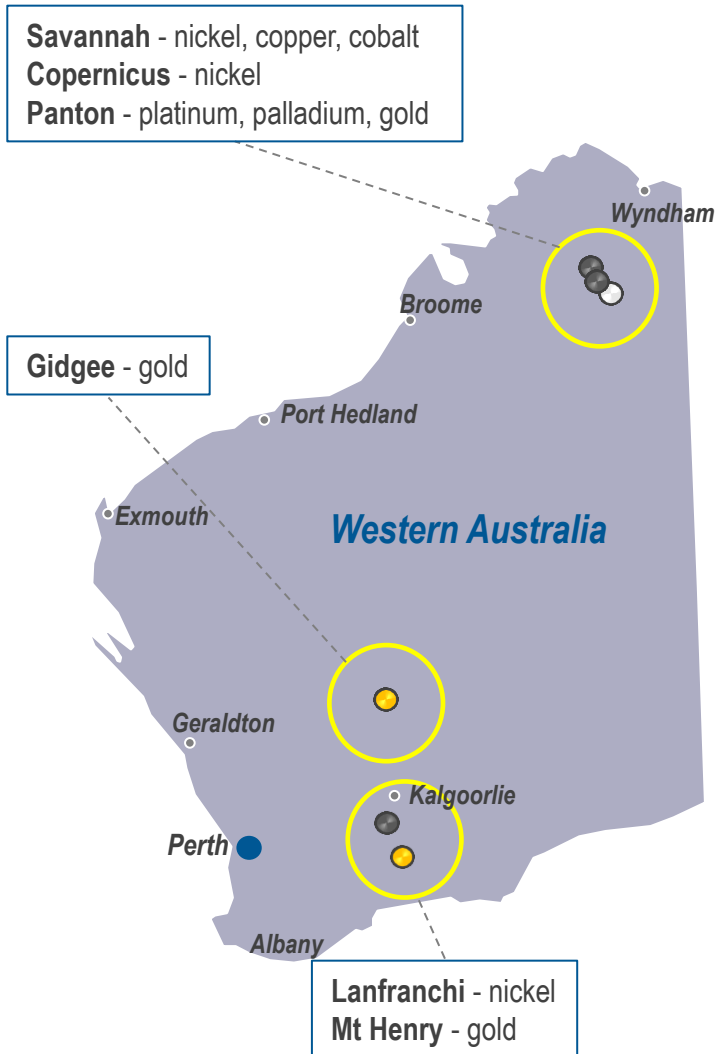 Savannah - nickel, copper, cobalt
Copernicus - nickel
Panton - platinum, palladium, gold
Wyndham
Broome
Gidgee - gold
Port Hedland
Exmouth
Western Australia
Geraldton
Kalgoorlie
Perth
Albany
Lanfranchi - nickel
Mt Henry - gold